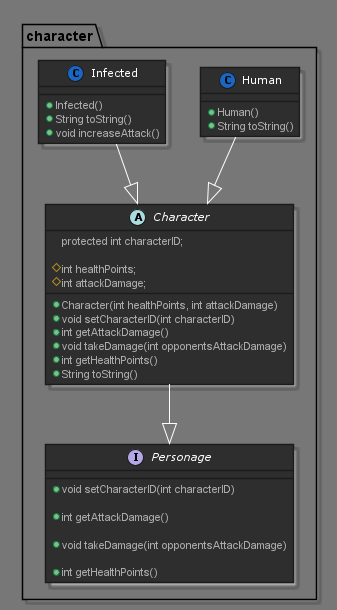 character
C Infected
Infected()
String toString()
void increaseAttack()
C Human
Human()
String toString()
A Character
protected int characterID;
int healthPoints;
int attackDamage;
Character(int healthPoints, int attackDamage)
void setCharacterID(int characterID)
int getAttackDamage()
void takeDamage(int opponentsAttackDamage)
int getHealthPoints()
String toString()
I Personage
void setCharacterID(int characterID)
int getAttackDamage()
void takeDamage(int opponentsAttackDamage)
int getHealthPoints()